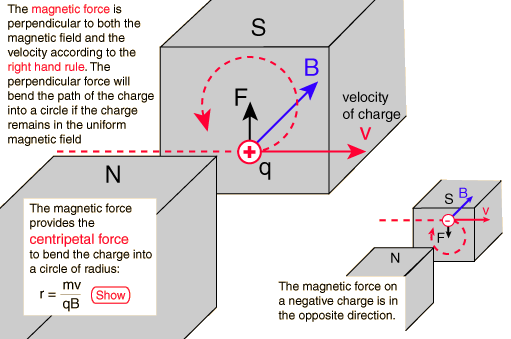 The magnetic force is
perpendicular to both the
magnetic field and the
velocity according to the
right hand rule. The
perpendicular force will
bend the path of the charge
into a circle if the charge
remains in the uniform
magnetic field
S
B
F
velocity
of charge
v
+
q
N
The magnetic force
provides the
centripetal force
to bend the charge into
a circle of radius:
r = mv/qB
Show
S
B
v
-
F
N
The magnetic force on
a negative charge is in
the opposite direction.